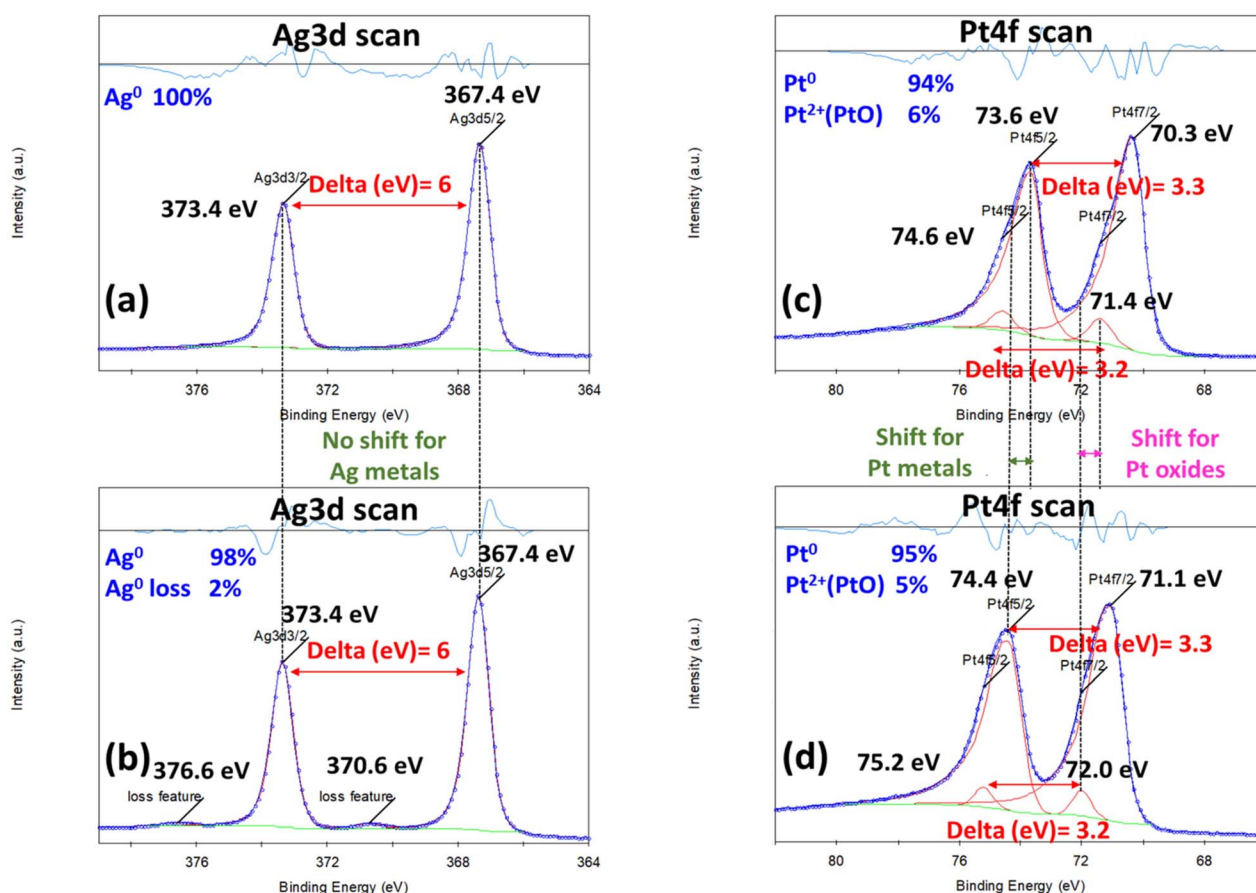 Ag3d scan
Ag⁰ 100%
367.4 eV
Ag3d5/2
Ag3d3/2
Delta (eV)= 6
373.4 eV
(a)
Intensity (a.u.)
376 372 368 364
Binding Energy (eV)
No shift for
Ag metals
Ag3d scan
Ag⁰ 98%
Ag⁰ loss 2%
367.4 eV
Ag3d5/2
373.4 eV
Ag3d3/2
Delta (eV)= 6
(b)
376.6 eV
370.6 eV
loss feature
loss feature
Intensity (a.u.)
376 372 368 364
Binding Energy (eV)
Pt4f scan
Pt⁰ 94%
Pt²⁺(PtO) 6%
73.6 eV
Pt4f5/2
Pt4f7/2
70.3 eV
Delta (eV)= 3.3
Pt4f5/2
Pt4f7/2
74.6 eV
(c)
71.4 eV
Delta (eV)= 3.2
Intensity (a.u.)
80 76 72 68
Binding Energy (eV)
Shift for
Pt metals
Shift for
Pt oxides
Pt4f scan
Pt⁰ 95%
Pt²⁺(PtO) 5%
74.4 eV
Pt4f5/2
Pt4f7/2
71.1 eV
Delta (eV)= 3.3
Pt4f5/2
Pt4f7/2
(d)
75.2 eV
72.0 eV
Delta (eV)= 3.2
Intensity (a.u.)
80 76 72 68
Binding Energy (eV)